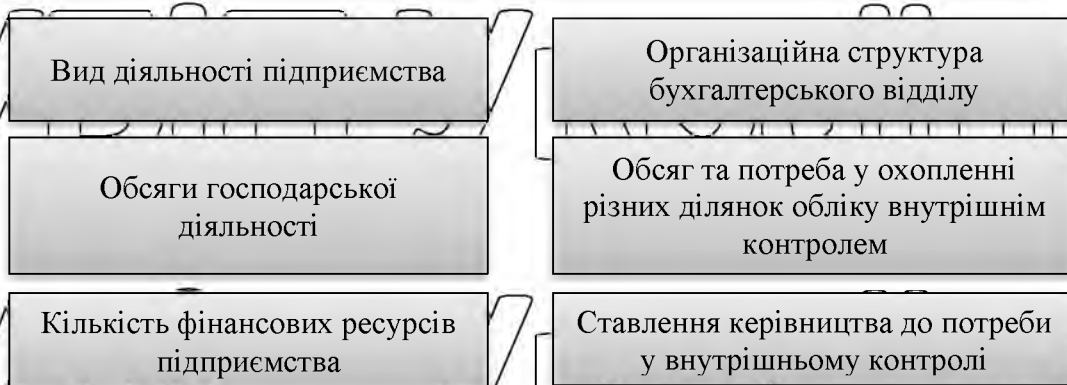 Вид діяльності підприємства
Організаційна структура
бухгалтерського відділу
Обсяги господарської
діяльності
Обсяг та потреба у охопленні
різних ділянок обліку внутрішнім
контролем
Кількість фінансових ресурсів
підприємства
Ставлення керівництва до потреби
у внутрішньому контролі